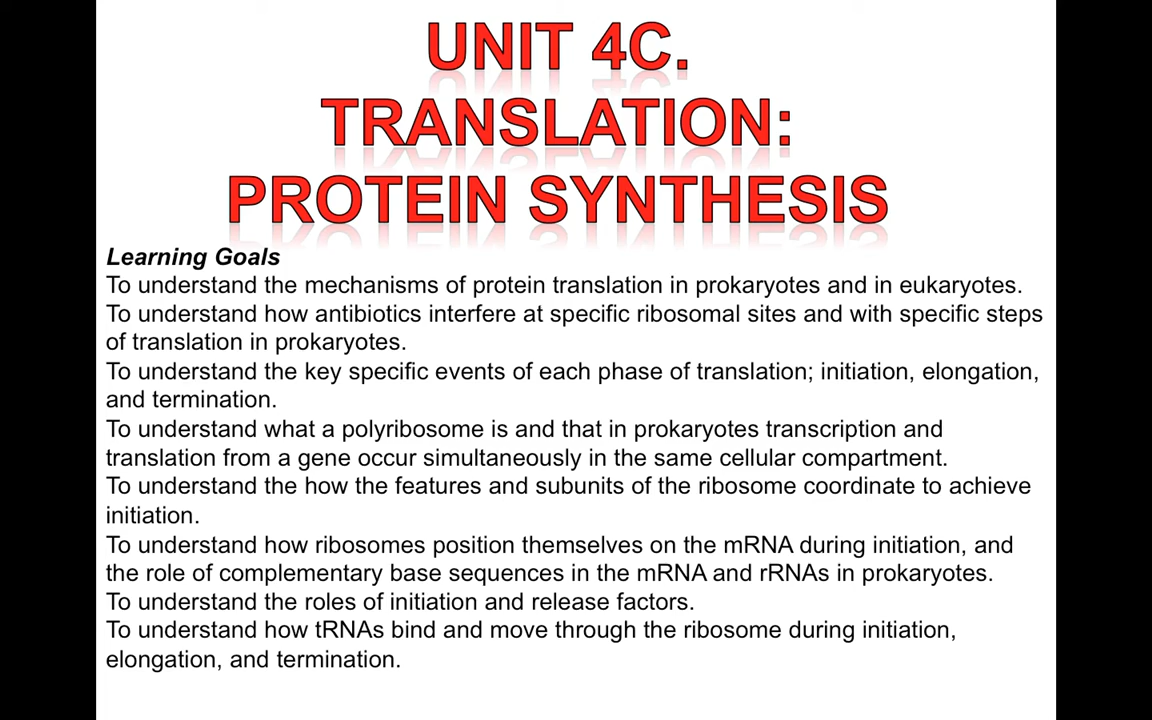 UNIT 4C.
TRANSLATION:
PROTEIN SYNTHESIS
Learning Goals
To understand the mechanisms of protein translation in prokaryotes and in eukaryotes.
To understand how antibiotics interfere at specific ribosomal sites and with specific steps
of translation in prokaryotes.
To understand the key specific events of each phase of translation; initiation, elongation,
and termination.
To understand what a polyribosome is and that in prokaryotes transcription and
translation from a gene occur simultaneously in the same cellular compartment.
To understand the how the features and subunits of the ribosome coordinate to achieve
initiation.
To understand how ribosomes position themselves on the mRNA during initiation, and
the role of complementary base sequences in the mRNA and rRNAs in prokaryotes.
To understand the roles of initiation and release factors.
To understand how tRNAs bind and move through the ribosome during initiation,
elongation, and termination.